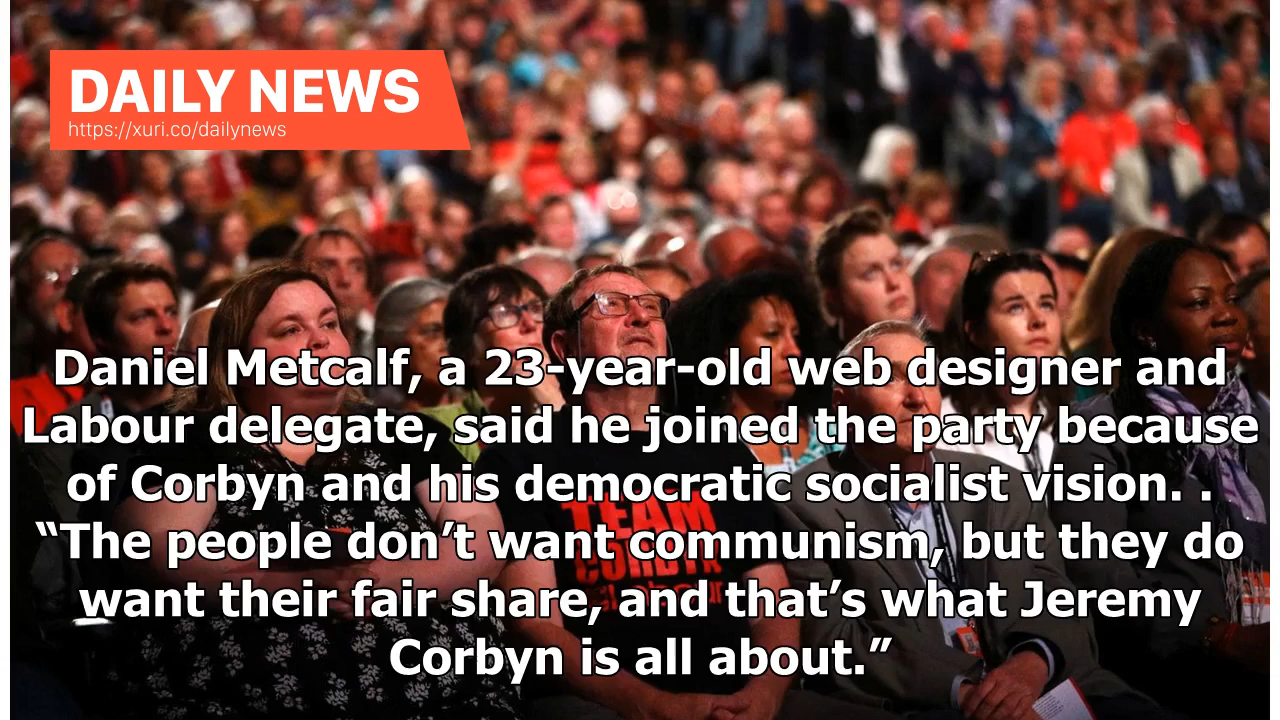 DAILY NEWS
https://xuri.co/dailynews
Daniel Metcalf, a 23-year-old web designer and
Labour delegate, said he joined the party because
of Corbyn and his democratic socialist vision. .
“The people don’t want communism, but they do
want their fair share, and that’s what Jeremy
Corbyn is all about.”
TEAM
CORBYN